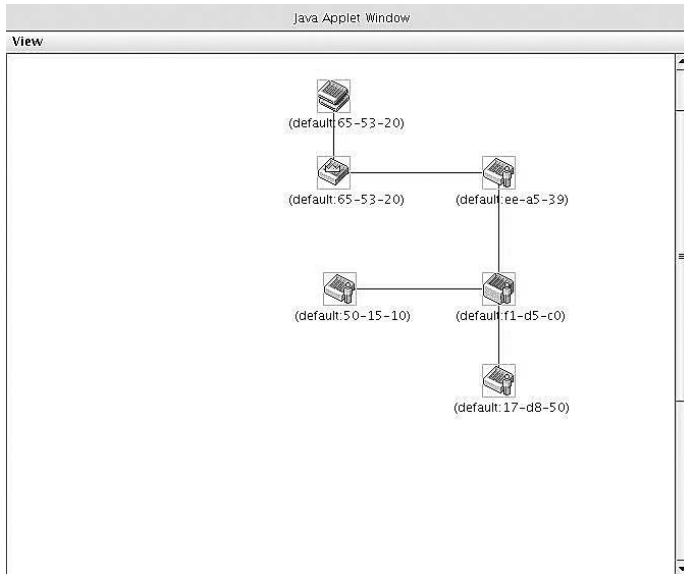 Java Applet Window
View
(default:65-53-20)
(default:65-53-20)
(default:ee-a5-39)
(default:50-15-10)
(default:f1-d5-c0)
(default:17-d8-50)